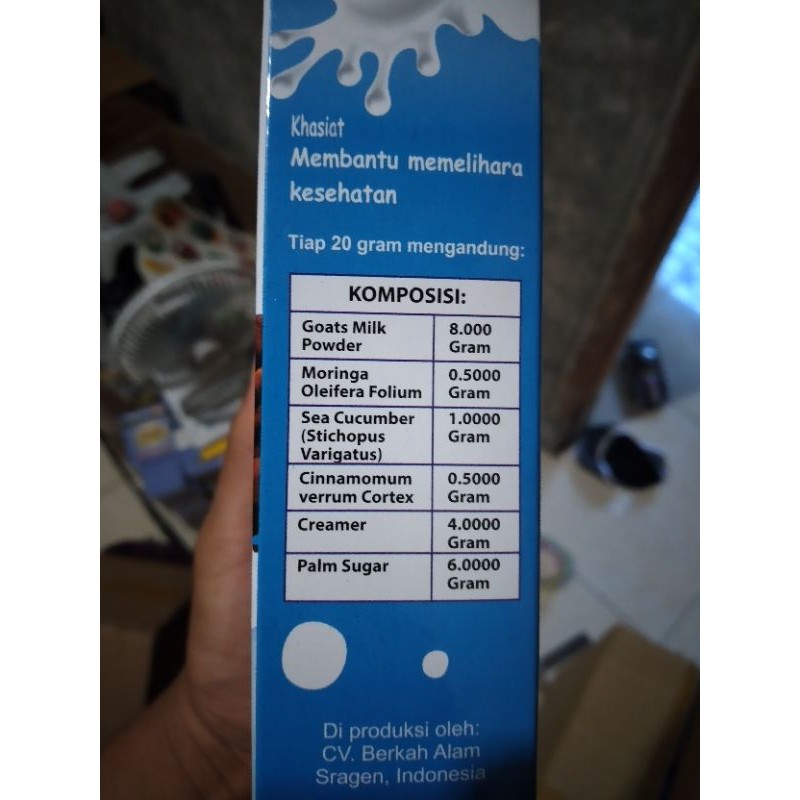 Khasiat
Membantu memelihara
kesehatan
Tiap 20 gram mengandung:
KOMPOSISI:
Goats Milk
Powder
8.000
Gram
Moringa
Oleifera Folium
0.5000
Gram
Sea Cucumber
(Stichopus
Varigatus)
1.0000
Gram
Cinnamomum
verrum Cortex
0.5000
Gram
Creamer
4.0000
Gram
Palm Sugar
6.0000
Gram
Di produksi oleh:
CV. Berkah Alam
Sragen, Indonesia